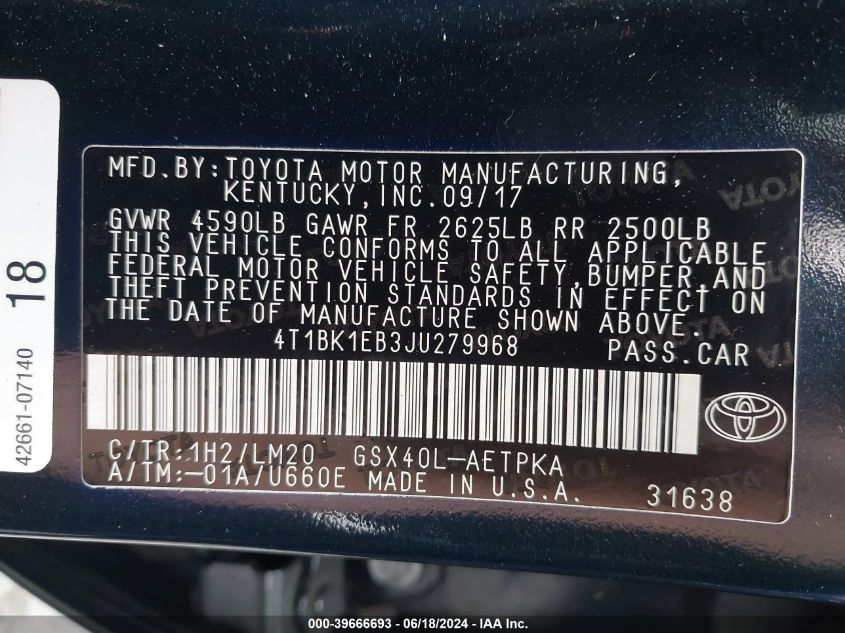 MFD.BY:TOYOTA MOTOR MANUFACTURING,
KENTUCKY,INC.09/17
GVWR 4590LB GAWR FR 2625LB RR 2500LB
THIS VEHICLE CONFORMS TO ALL APPLICABLE
FEDERAL MOTOR VEHICLE SAFETY,BUMPER,AND
THEFT PREVENTION STANDARDS IN EFFECT ON
THE DATE OF MANUFACTURE SHOWN ABOVE.
4T1BK1EB3JU279968 PASS.CAR
C/TR:1H2/LM20 GSX40L-AETPKA
A/TM:-01A/U660E MADE IN U.S.A. 31638
18
42661-07140
TOYOTA
000-39666693 - 06/18/2024 - IAA, Inc.